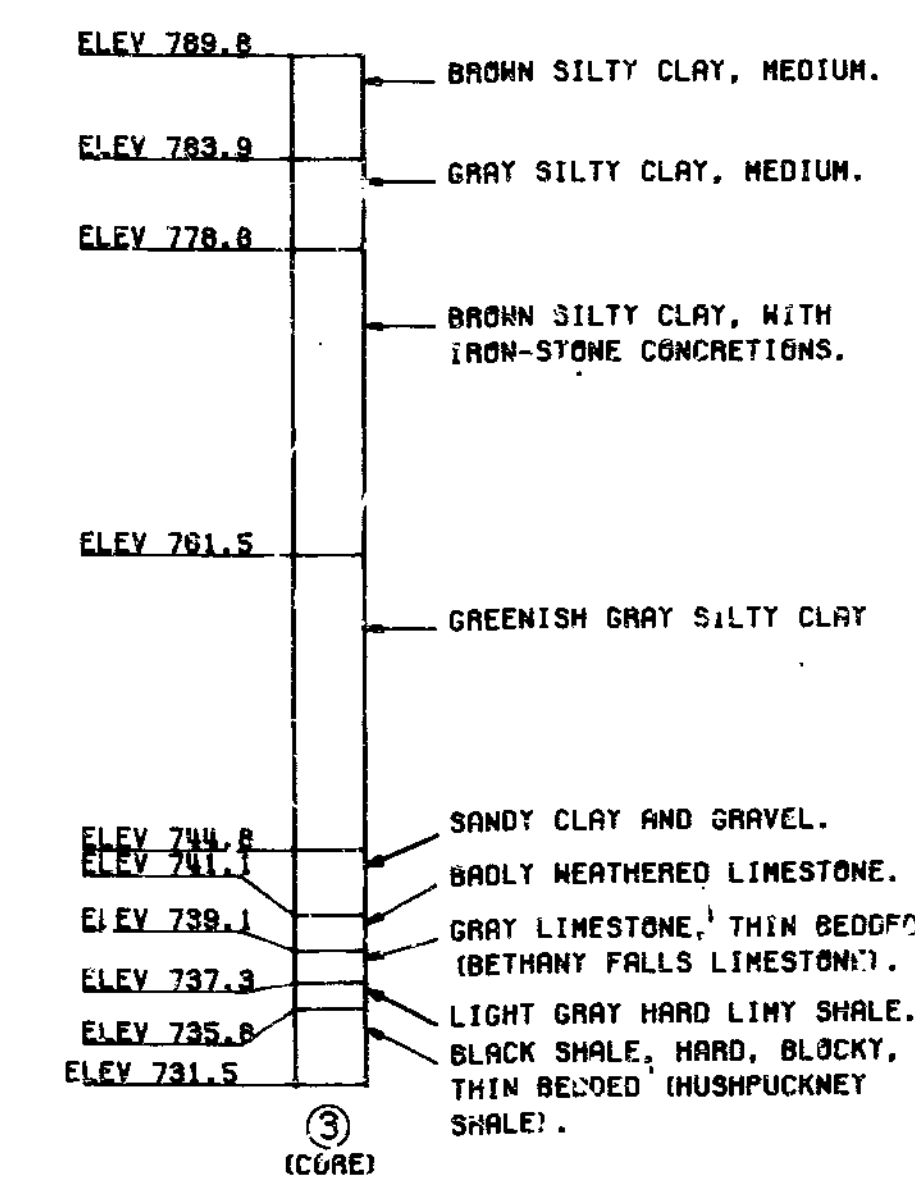 ELEV 789.8
BROWN SILTY CLAY, MEDIUM.
ELEV 783.9
GRAY SILTY CLAY, MEDIUM.
ELEV 778.8
BROWN SILTY CLAY, WITH
IRON-STONE CONCRETIONS.
ELEV 761.5
GREENISH GRAY SILTY CLAY
ELEV 744.8
SANDY CLAY AND GRAVEL.
ELEV 741.1
BADLY WEATHERED LIMESTONE.
ELEV 739.1
GRAY LIMESTONE, THIN BEDDED
(BETHANY FALLS LIMESTONE).
ELEV 737.3
LIGHT GRAY HARD LIMY SHALE.
ELEV 735.8
BLACK SHALE, HARD, BLOCKY,
THIN BEDDED (HUSHPUCKNEY
SHALE).
ELEV 731.5
3
(CORE)